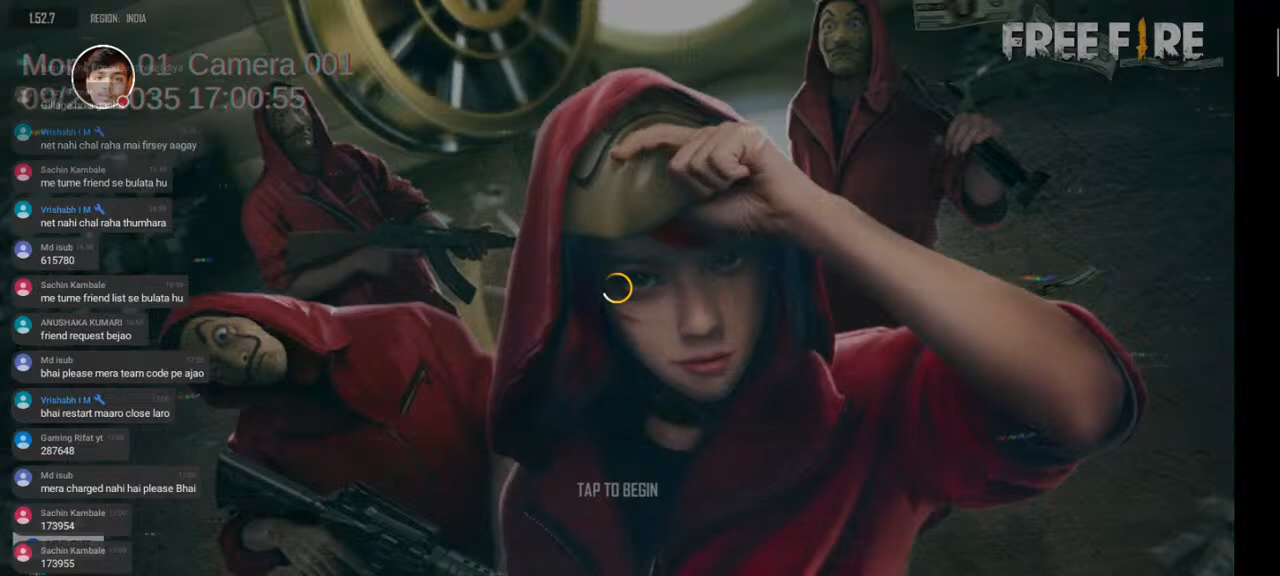 1.52.7
REGION: INDIA
FREE FIRE
Camera 001
17:00:55
Vrishabh I M
net nahi chal raha mai firsey aagay
Sachin Kambale
me tume friend se bulata hu
Vrishabh I M
net nahi chal raha thumhara
Md isub
615780
Sachin Kambale
me tume friend list se bulata hu
ANUSHAKA KUMARI
friend request bejao
Md isub
bhai please mera team code pe ajao
Vrishabh I M
bhai restart maaro close laro
Gaming Rifat yt
287648
Md isub
mera charged nahi hai please Bhai
Sachin Kambale
173954
Sachin Kambale
173955
TAP TO BEGIN